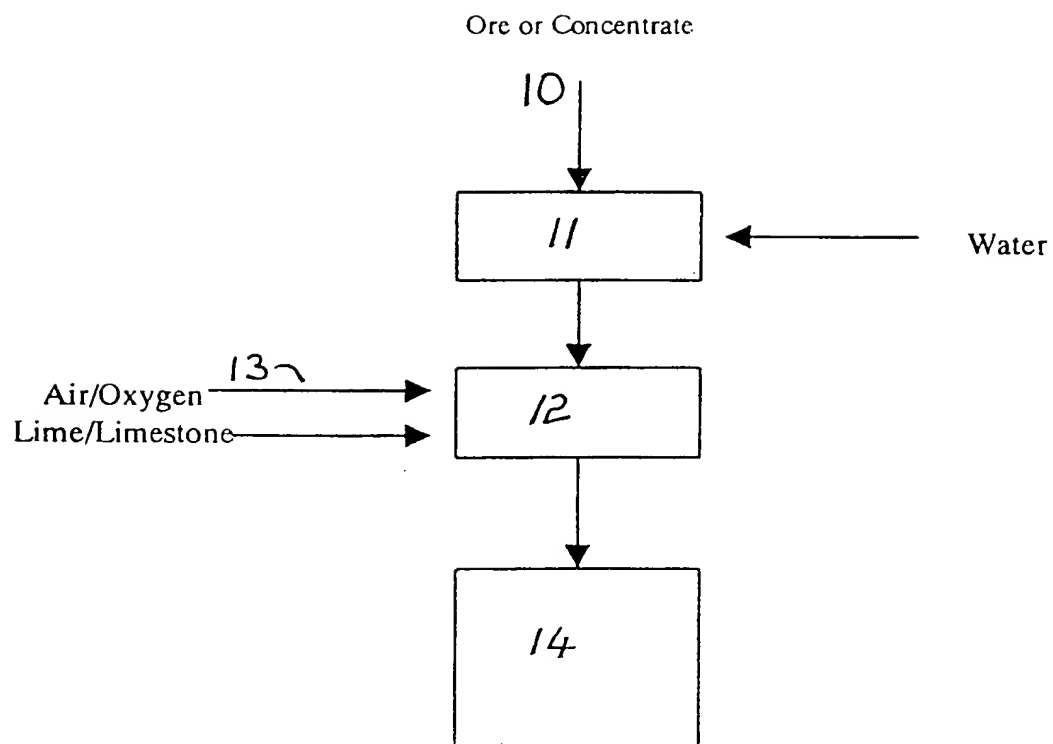 Ore or Concentrate
10
11
Water
13
Air/Oxygen
12
Lime/Limestone
14